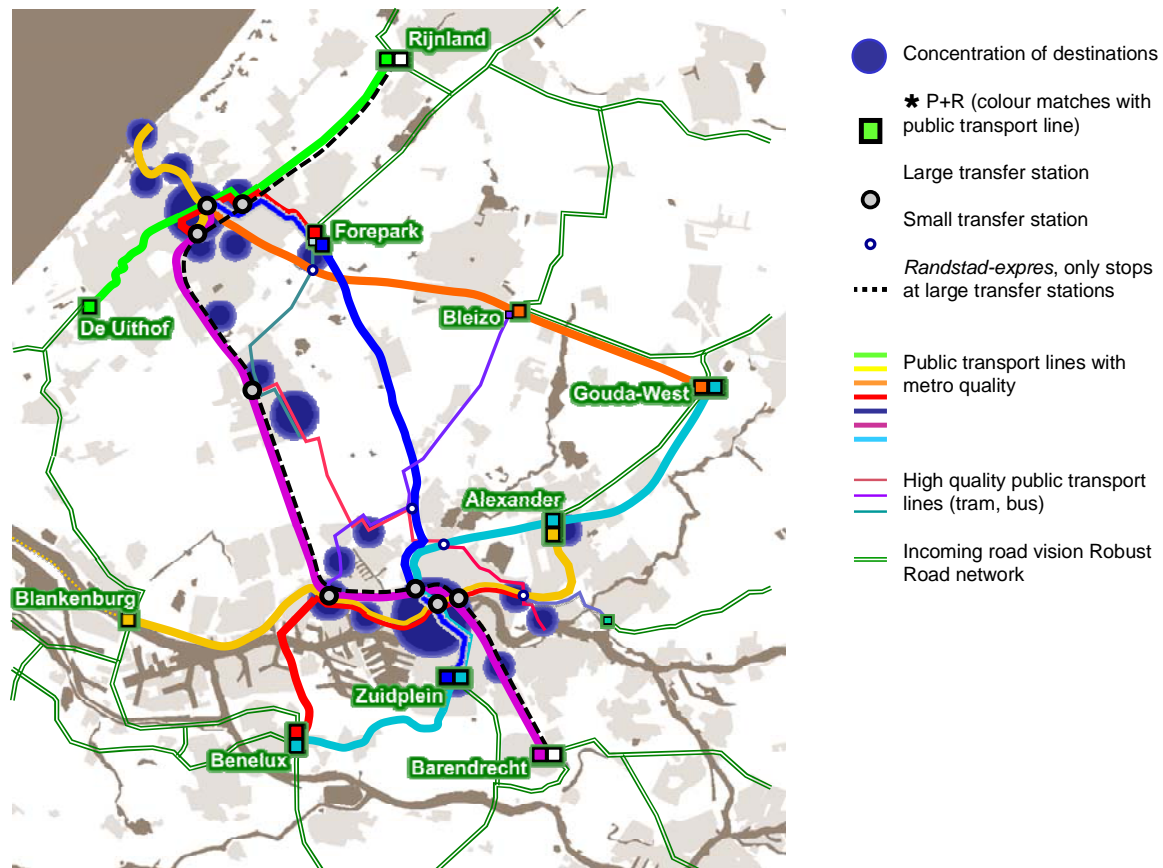 Rijnland
Forepark
De Uithof
Bleizo
Gouda-West
Alexander
Blankenburg
Zuidplein
Benelux
Barendrecht
Concentration of destinations
* P+R (colour matches with
public transport line)
Large transfer station
Small transfer station
Randstad-expres, only stops
at large transfer stations
Public transport lines with
metro quality
High quality public transport
lines (tram, bus)
Incoming road vision Robust
Road network